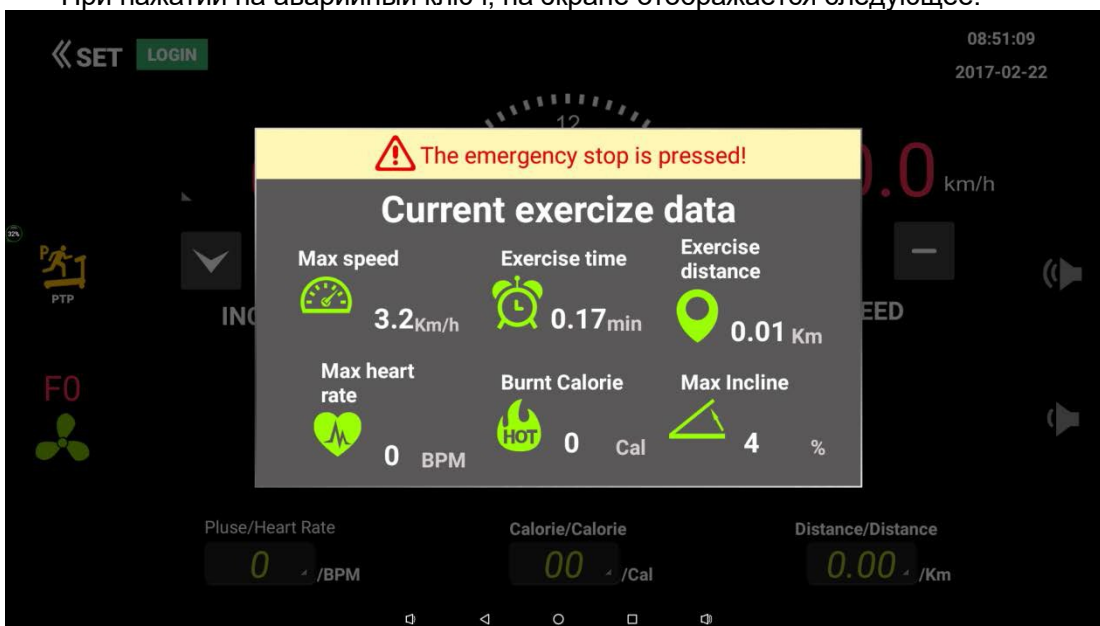 При нажатии на аварийный ключ, на экране отображается следующее:
SET LOGIN
08:51:09
2017-02-22
12
The emergency stop is pressed!
.0 km/h
Current exercize data
Max speed
3.2Km/h
Exercise time
0.17min
Exercise
distance
0.01 Km
32%
P
PTP
INC
EED
Max heart
rate
0 BPM
Burnt Calorie
HOT 0 Cal
Max Incline
4 %
F0
Pluse/Heart Rate
0 /BPM
Calorie/Calorie
00 /Cal
Distance/Distance
0.00 /Km